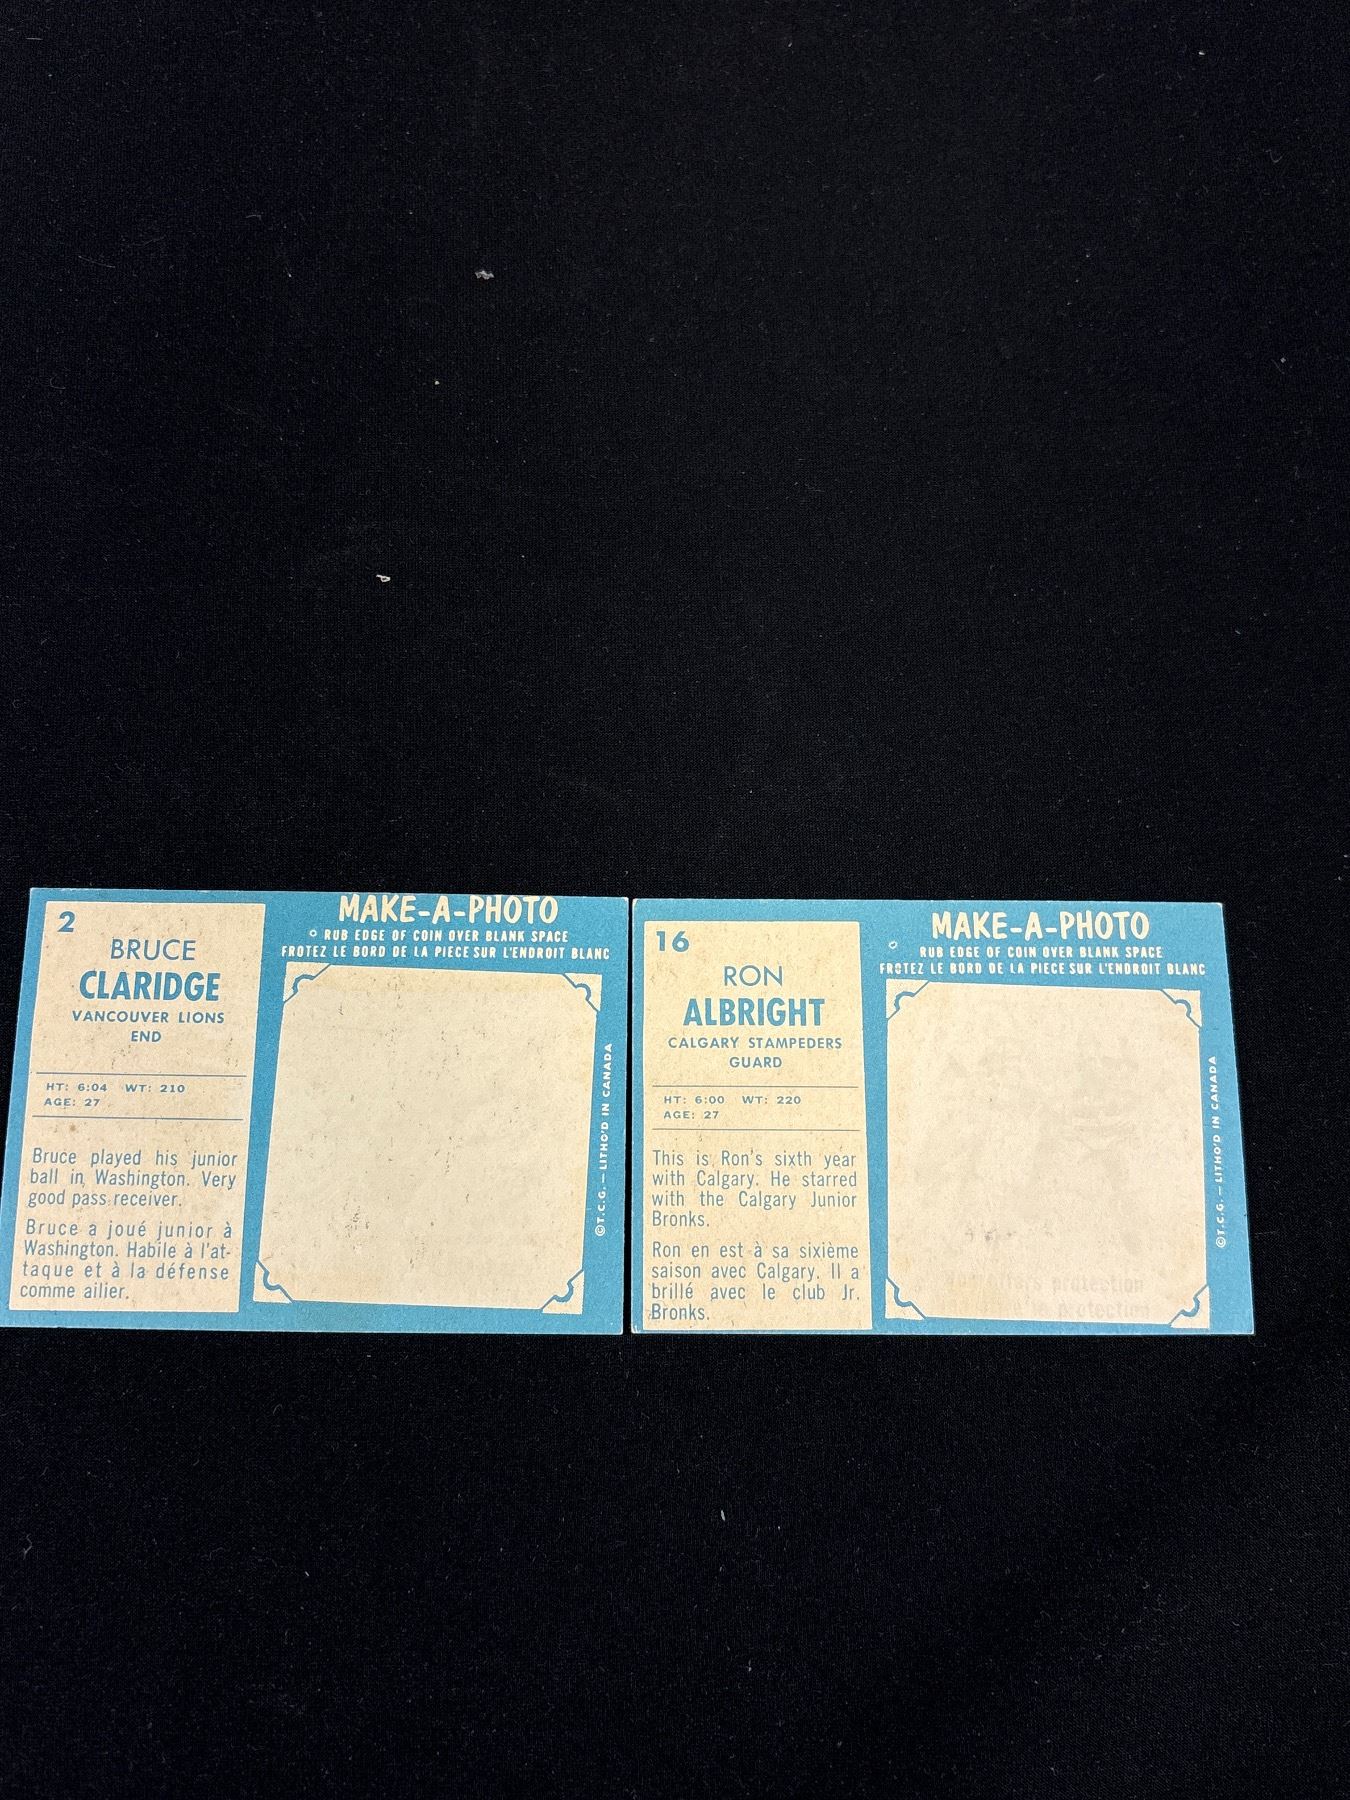 2
BRUCE
CLARIDGE
VANCOUVER LIONS
END
HT: 6:04 WT: 210
AGE: 27
Bruce played his junior
ball in Washington. Very
good pass receiver.
Bruce a joué junior à
Washington. Habile à l'at-
taque et à la défense
comme ailier.
MAKE-A-PHOTO
RUB EDGE OF COIN OVER BLANK SPACE
FROTEZ LE BORD DE LA PIECE SUR L'ENDROIT BLANC
©T.C.G. — LITHO'D IN CANADA
16
RON
ALBRIGHT
CALGARY STAMPEDERS
GUARD
HT: 6:00 WT: 220
AGE: 27
This is Ron's sixth year
with Calgary. He starred
with the Calgary Junior
Bronks.
Ron en est à sa sixième
saison avec Calgary. Il a
brillé avec le club Jr.
Bronks.
MAKE-A-PHOTO
RUB EDGE OF COIN OVER BLANK SPACE
FROTEZ LE BORD DE LA PIECE SUR L'ENDROIT BLANC
protection
protection
©T.C.G. — LITHO'D IN CANADA